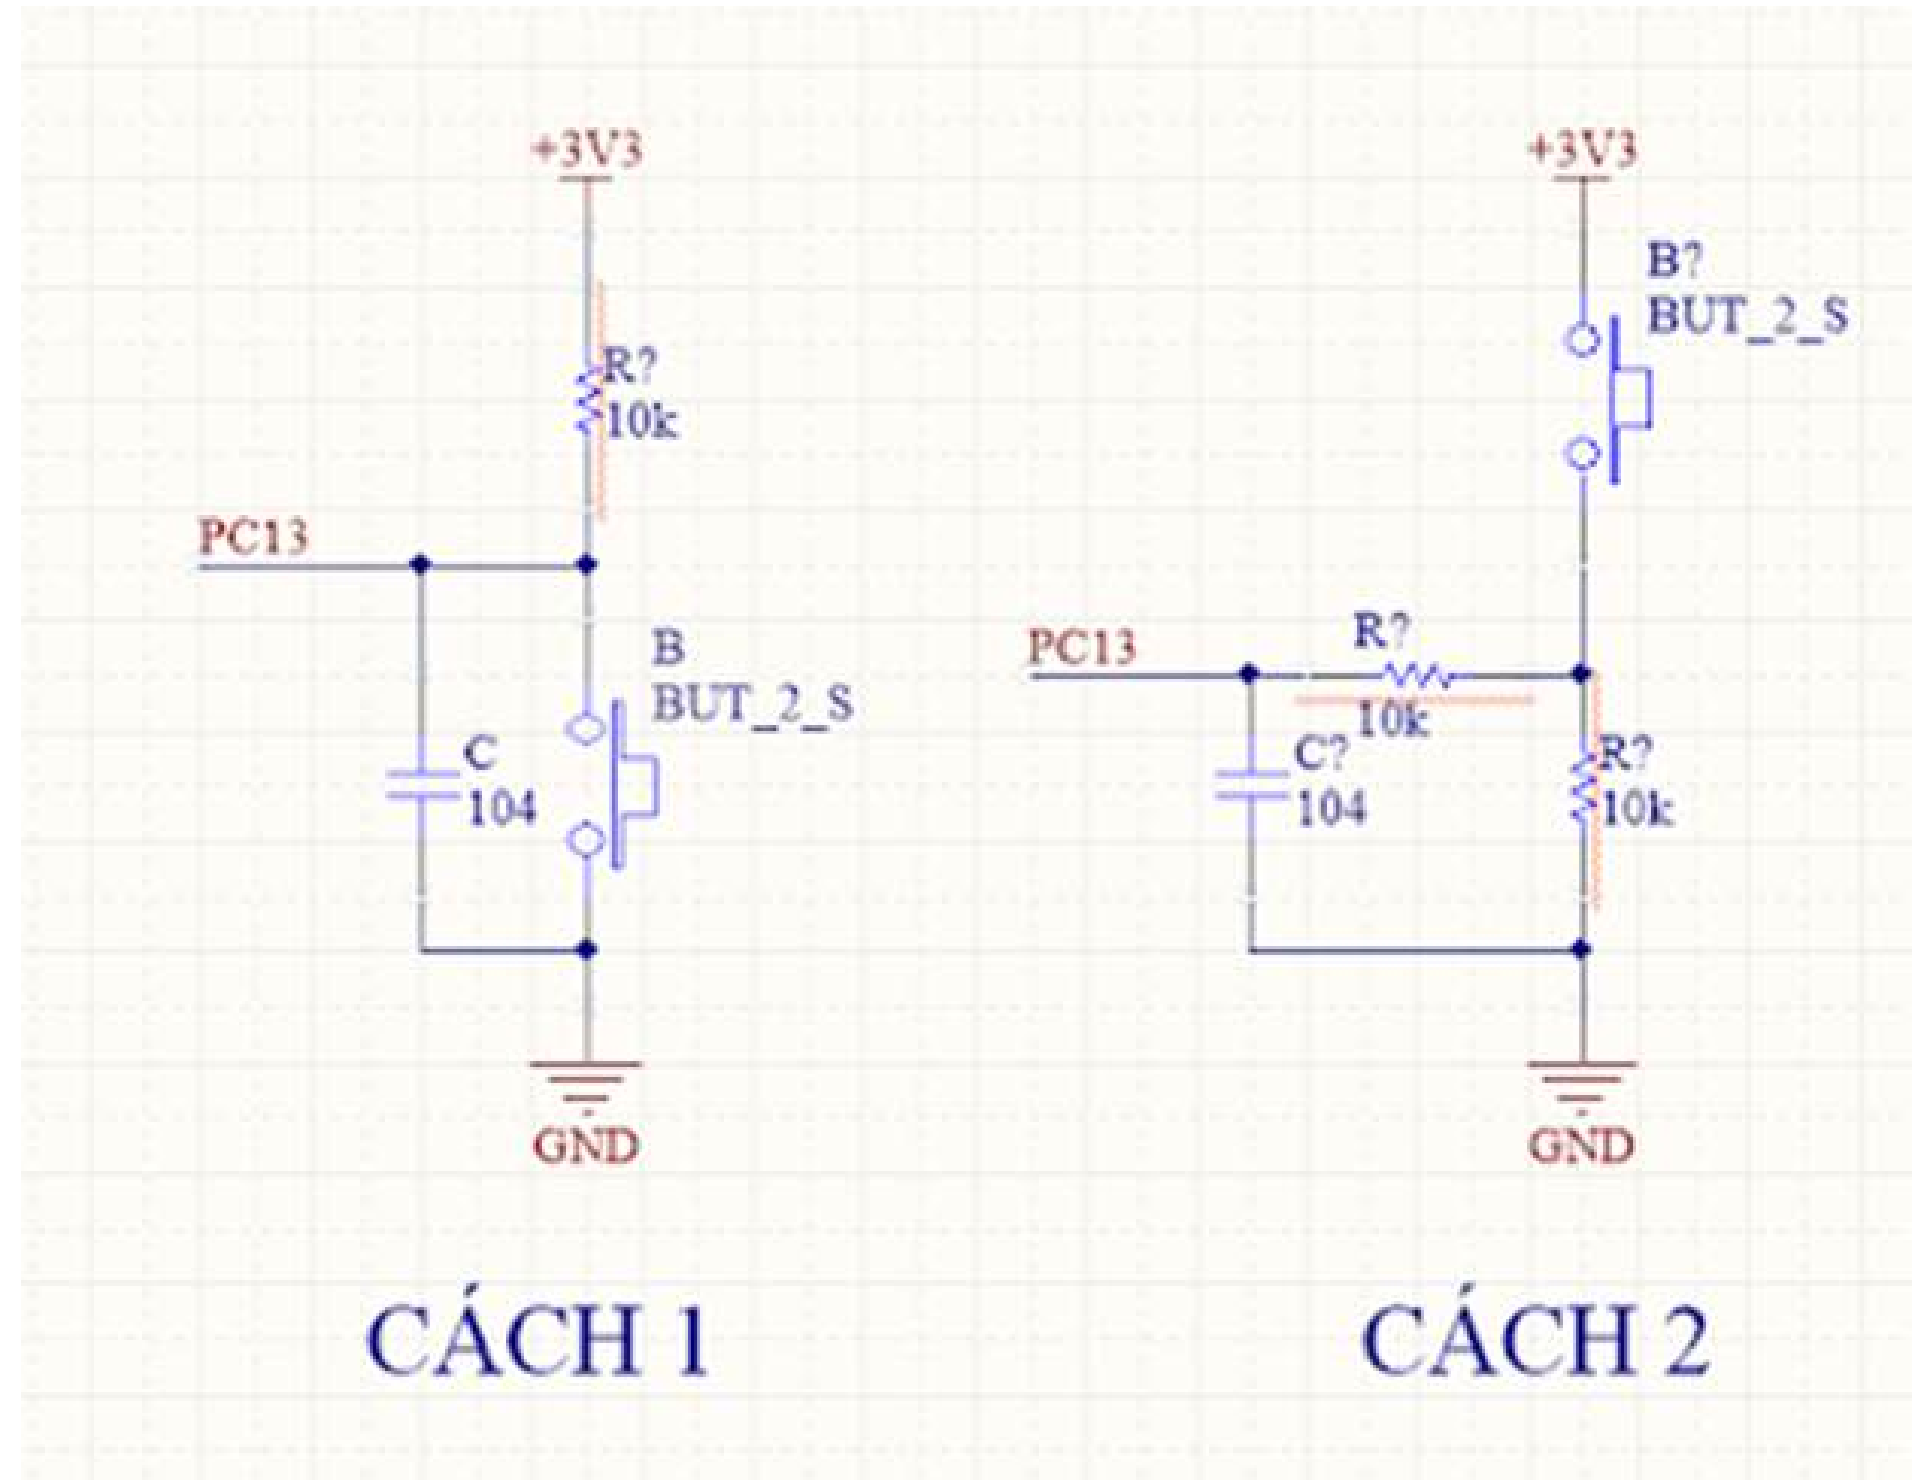 +3V3
R?
10k
PC13
B
BUT_2_S
C
104
GND
CÁCH 1
+3V3
B?
BUT_2_S
PC13
R?
10k
C?
104
R?
10k
GND
CÁCH 2